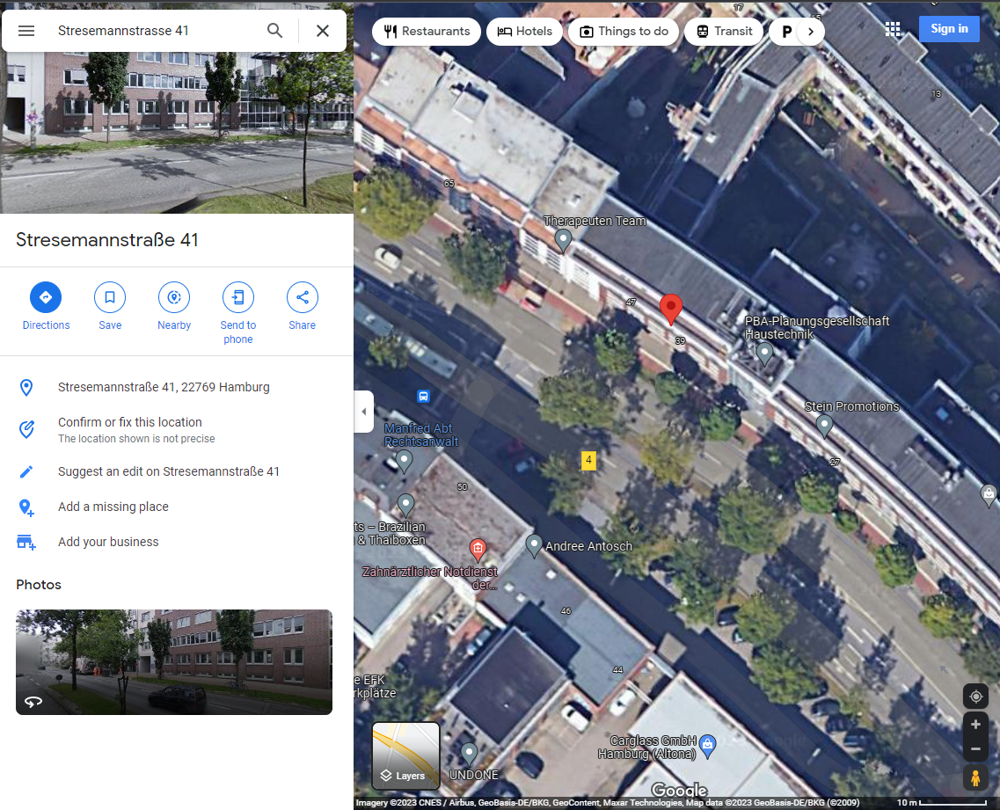 Stresemannstrasse 41
Restaurants
Hotels
Things to do
Transit
P
Sign in
17
15
13
65
Therapeuten Team
47
39
PBA-Planungsgesellschaft
Haustechnik
Stein Promotions
27
Manfred Abt
Rechtsanwalt
4
50
ts – Brazilian
& Thaiboxen
Andree Antosch
Zahnärztlicher Notdienst
der...
46
44
e EFK
rkplätze
Carglass GmbH
Hamburg (Altona)
UNDONE
Layers
Google
Imagery ©2023 CNES / Airbus, GeoBasis-DE/BKG, GeoContent, Maxar Technologies, Map data ©2023 GeoBasis-DE/BKG (©2009)
10 m
Stresemannstraße 41
Directions
Save
Nearby
Send to
phone
Share
Stresemannstraße 41, 22769 Hamburg
Confirm or fix this location
The location shown is not precise
Suggest an edit on Stresemannstraße 41
Add a missing place
Add your business
Photos